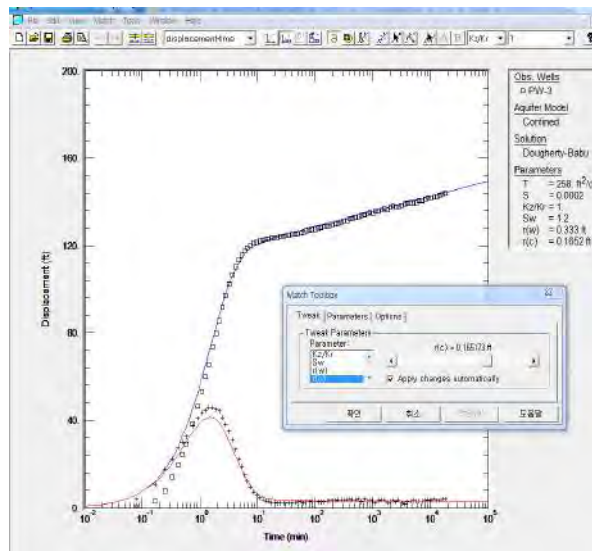 File Edit View Match Tools Window Help
displacement-time
Kz/Kr
200.
160.
120.
80.
40.
0.
10-2 10-1 100 101 102 103 104 105
Time (min)
Displacement (ft)
Obs. Wells
PW-3
Aquifer Model
Confined
Solution
Dougherty-Babu
Parameters
T = 258. ft2/d
S = 0.0002
Kz/Kr = 1.
Sw = 1.2
r(w) = 0.333 ft
r(c) = 0.1652 ft
Match Toolbox
Tweak Parameters Options
Tweak Parameters
Parameter:
Kz/Kr
Sw
r(w)
r(c) = 0.165173 ft
Apply changes automatically
확인 취소 도움말